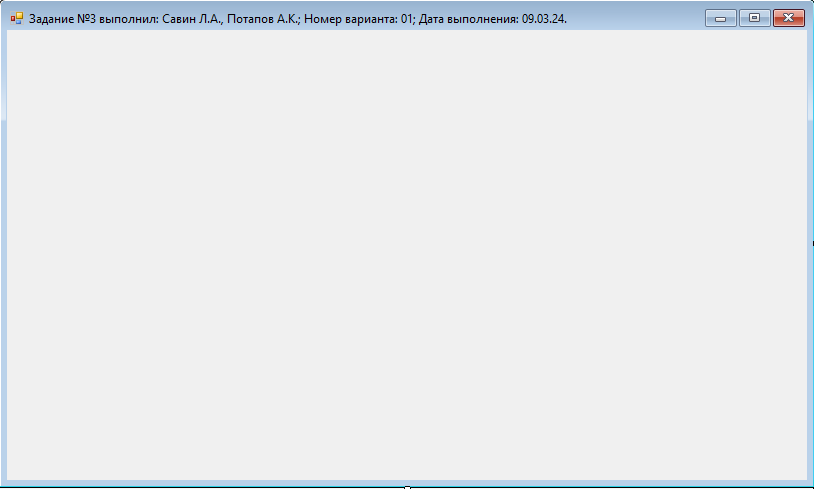 Задание №3 выполнил: Савин Л.А., Потапов А.К.; Номер варианта: 01; Дата выполнения: 09.03.24.